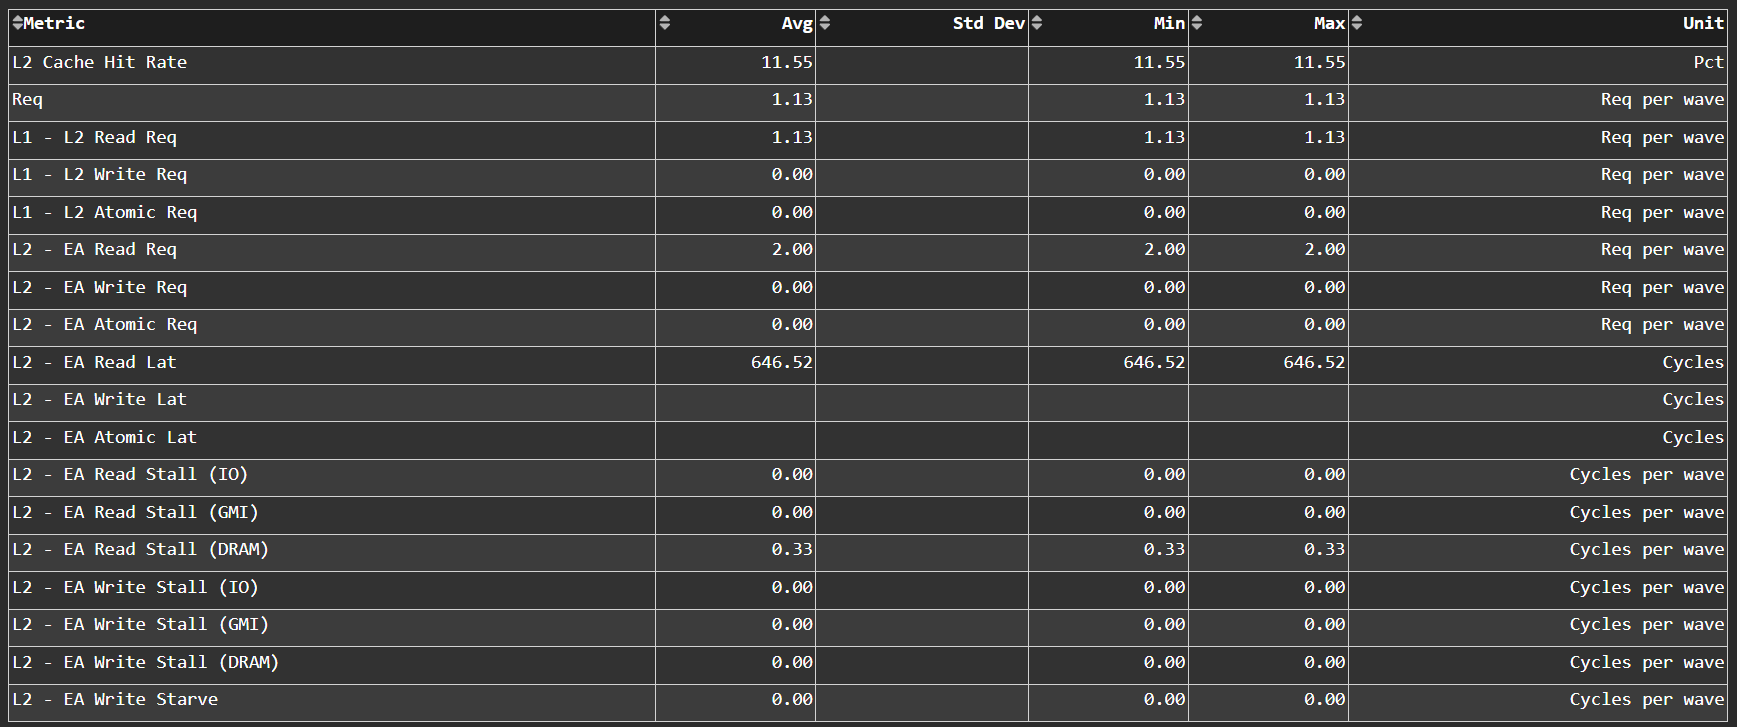 Metric Avg Std Dev Min Max Unit
L2 Cache Hit Rate 11.55 11.55 11.55 Pct
Req 1.13 1.13 1.13 Req per wave
L1 - L2 Read Req 1.13 1.13 1.13 Req per wave
L1 - L2 Write Req 0.00 0.00 0.00 Req per wave
L1 - L2 Atomic Req 0.00 0.00 0.00 Req per wave
L2 - EA Read Req 2.00 2.00 2.00 Req per wave
L2 - EA Write Req 0.00 0.00 0.00 Req per wave
L2 - EA Atomic Req 0.00 0.00 0.00 Req per wave
L2 - EA Read Lat 646.52 646.52 646.52 Cycles
L2 - EA Write Lat Cycles
L2 - EA Atomic Lat Cycles
L2 - EA Read Stall (IO) 0.00 0.00 0.00 Cycles per wave
L2 - EA Read Stall (GMI) 0.00 0.00 0.00 Cycles per wave
L2 - EA Read Stall (DRAM) 0.33 0.33 0.33 Cycles per wave
L2 - EA Write Stall (IO) 0.00 0.00 0.00 Cycles per wave
L2 - EA Write Stall (GMI) 0.00 0.00 0.00 Cycles per wave
L2 - EA Write Stall (DRAM) 0.00 0.00 0.00 Cycles per wave
L2 - EA Write Starve 0.00 0.00 0.00 Cycles per wave